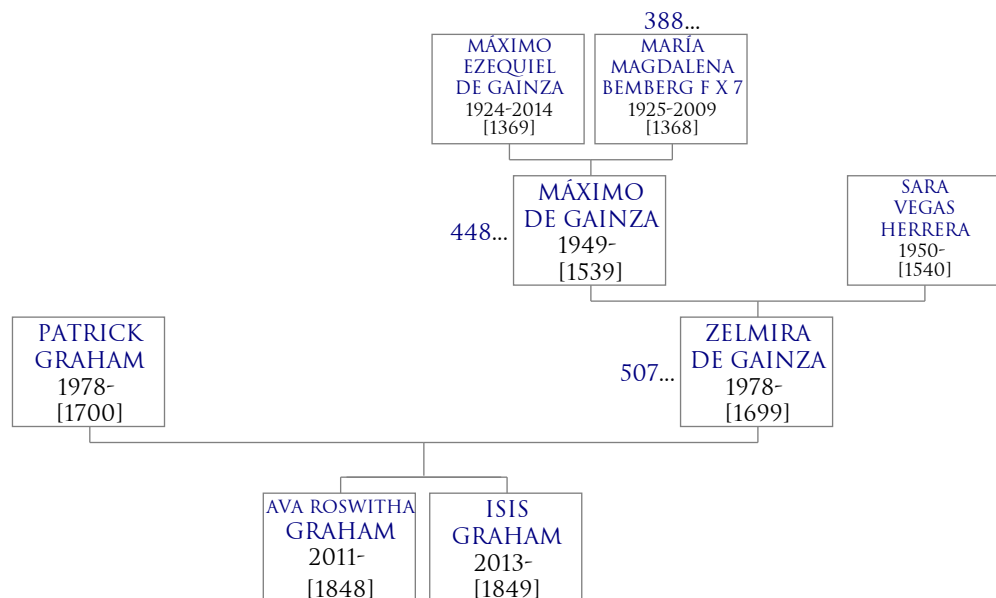 388...
MÁXIMO
EZEQUIEL
DE GAINZA
1924-2014
[1369]
MARÍA
MAGDALENA
BEMBERG F X 7
1925-2009
[1368]
448...
MÁXIMO
DE GAINZA
1949-
[1539]
SARA
VEGAS
HERRERA
1950-
[1540]
PATRICK
GRAHAM
1978-
[1700]
507...
ZELMIRA
DE GAINZA
1978-
[1699]
AVA ROSWITHA
GRAHAM
2011-
[1848]
ISIS
GRAHAM
2013-
[1849]